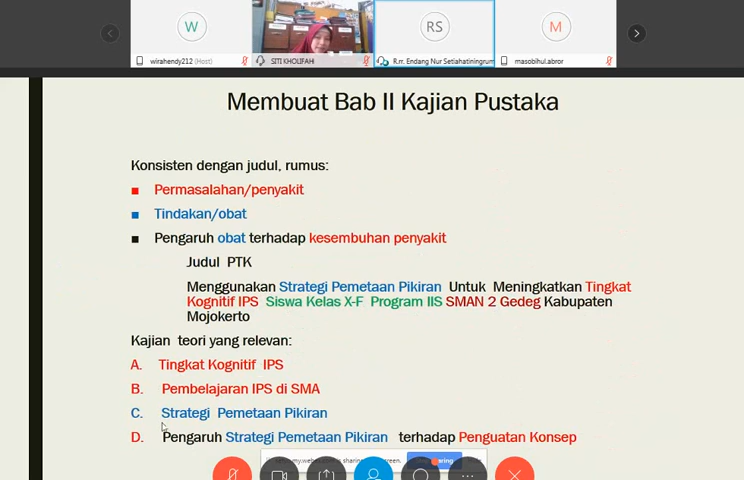 W
RS
M
wirahendy212 (Host)
SITI KHOLIFAH
R.rr. Endang Nur Setiahatiningrum
masobihul.abror
Membuat Bab II Kajian Pustaka
Konsisten dengan judul, rumus:
Permasalahan/penyakit
Tindakan/obat
Pengaruh obat terhadap kesembuhan penyakit
Judul PTK
Menggunakan Strategi Pemetaan Pikiran Untuk Meningkatkan Tingkat
Kognitif IPS Siswa Kelas X-F Program IIS SMAN 2 Gedeg Kabupaten
Mojokerto
Kajian teori yang relevan:
A. Tingkat Kognitif IPS
B. Pembelajaran IPS di SMA
C. Strategi Pemetaan Pikiran
D. Pengaruh Strategi Pemetaan Pikiran terhadap Penguatan Konsep